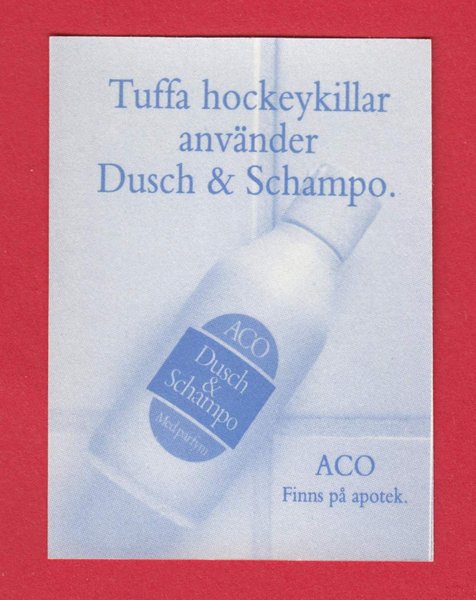 Tuffa hockeykillar
använder
Dusch & Schampo.
ACO
Dusch
&
Schampo
Med parfym
ACO
Finns på apotek.